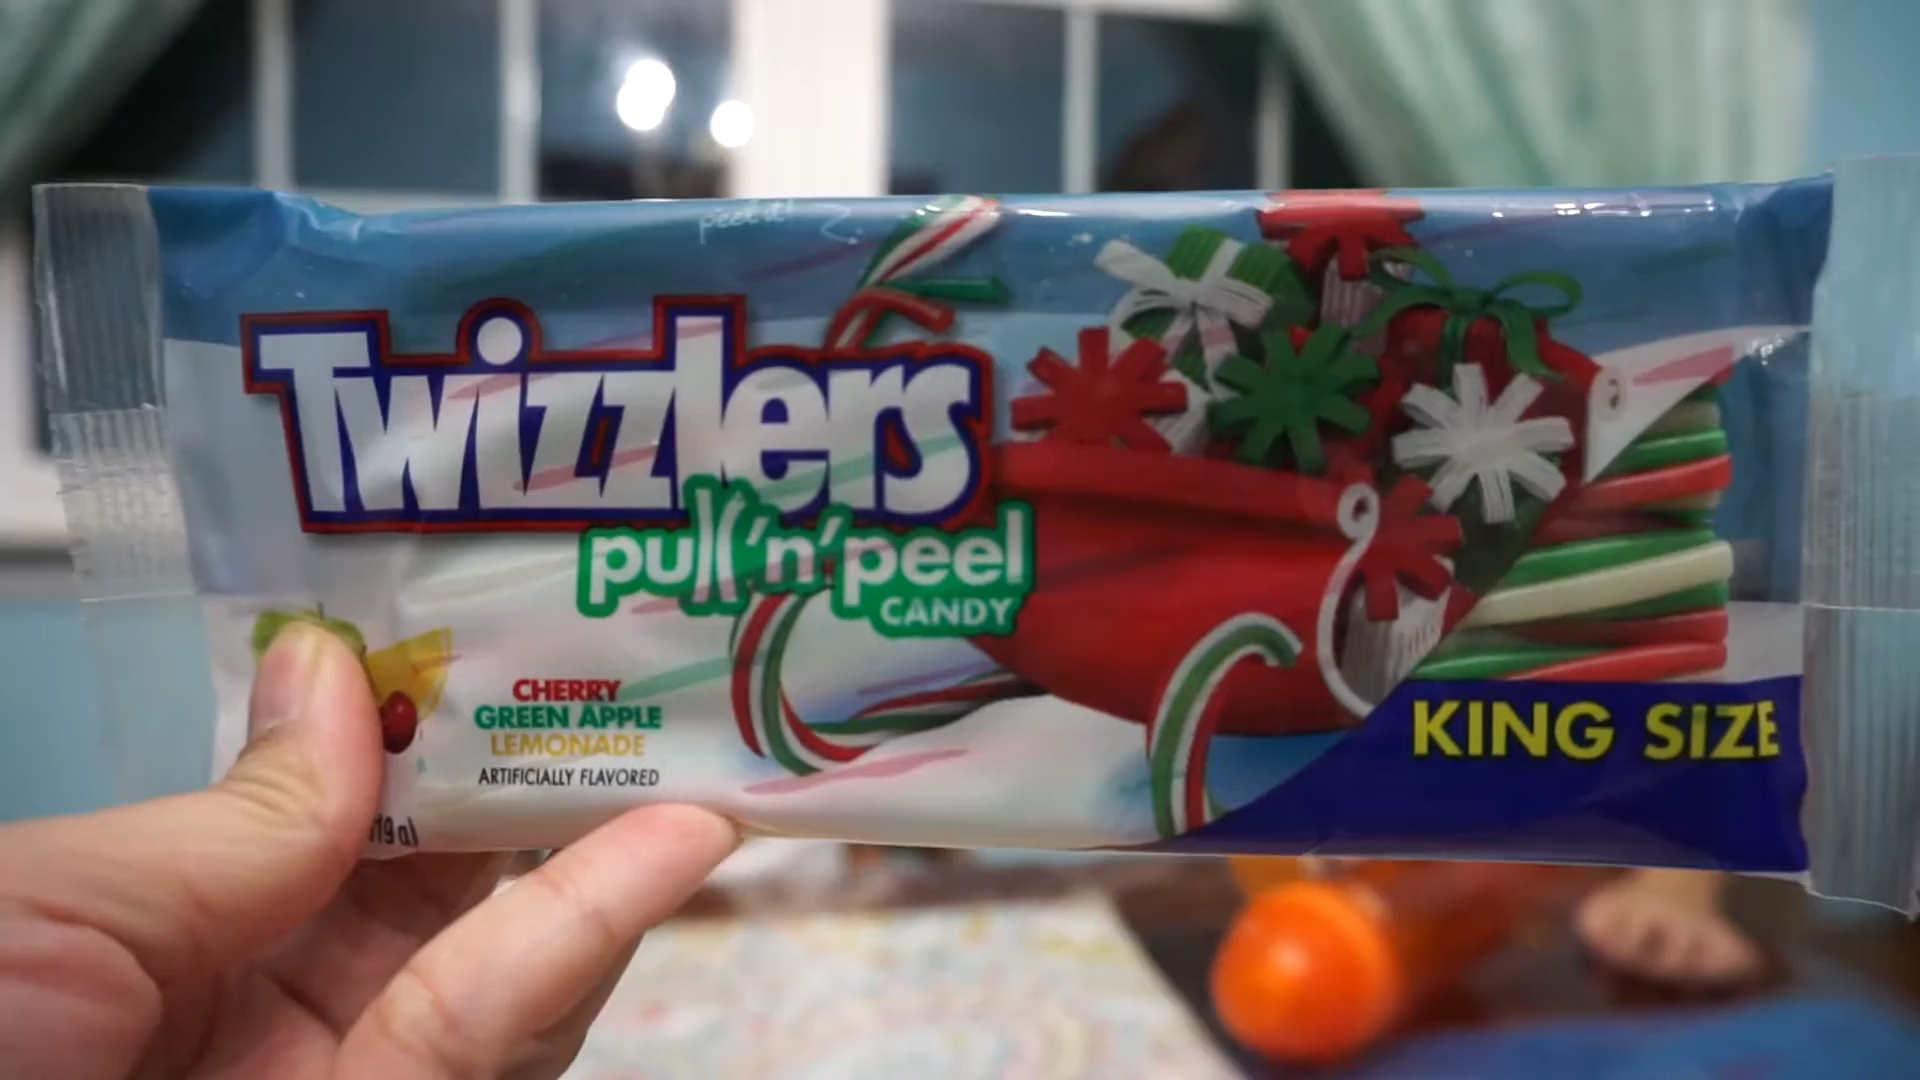 peel it!
Twizzlers
pull'n'peel
CANDY
CHERRY
GREEN APPLE
LEMONADE
ARTIFICIALLY FLAVORED
KING SIZE